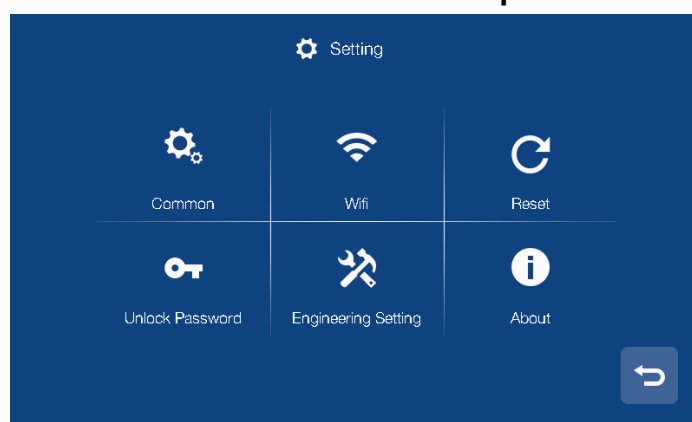 Setting
Common
Wifi
Reset
Unlock Password
Engineering Setting
About